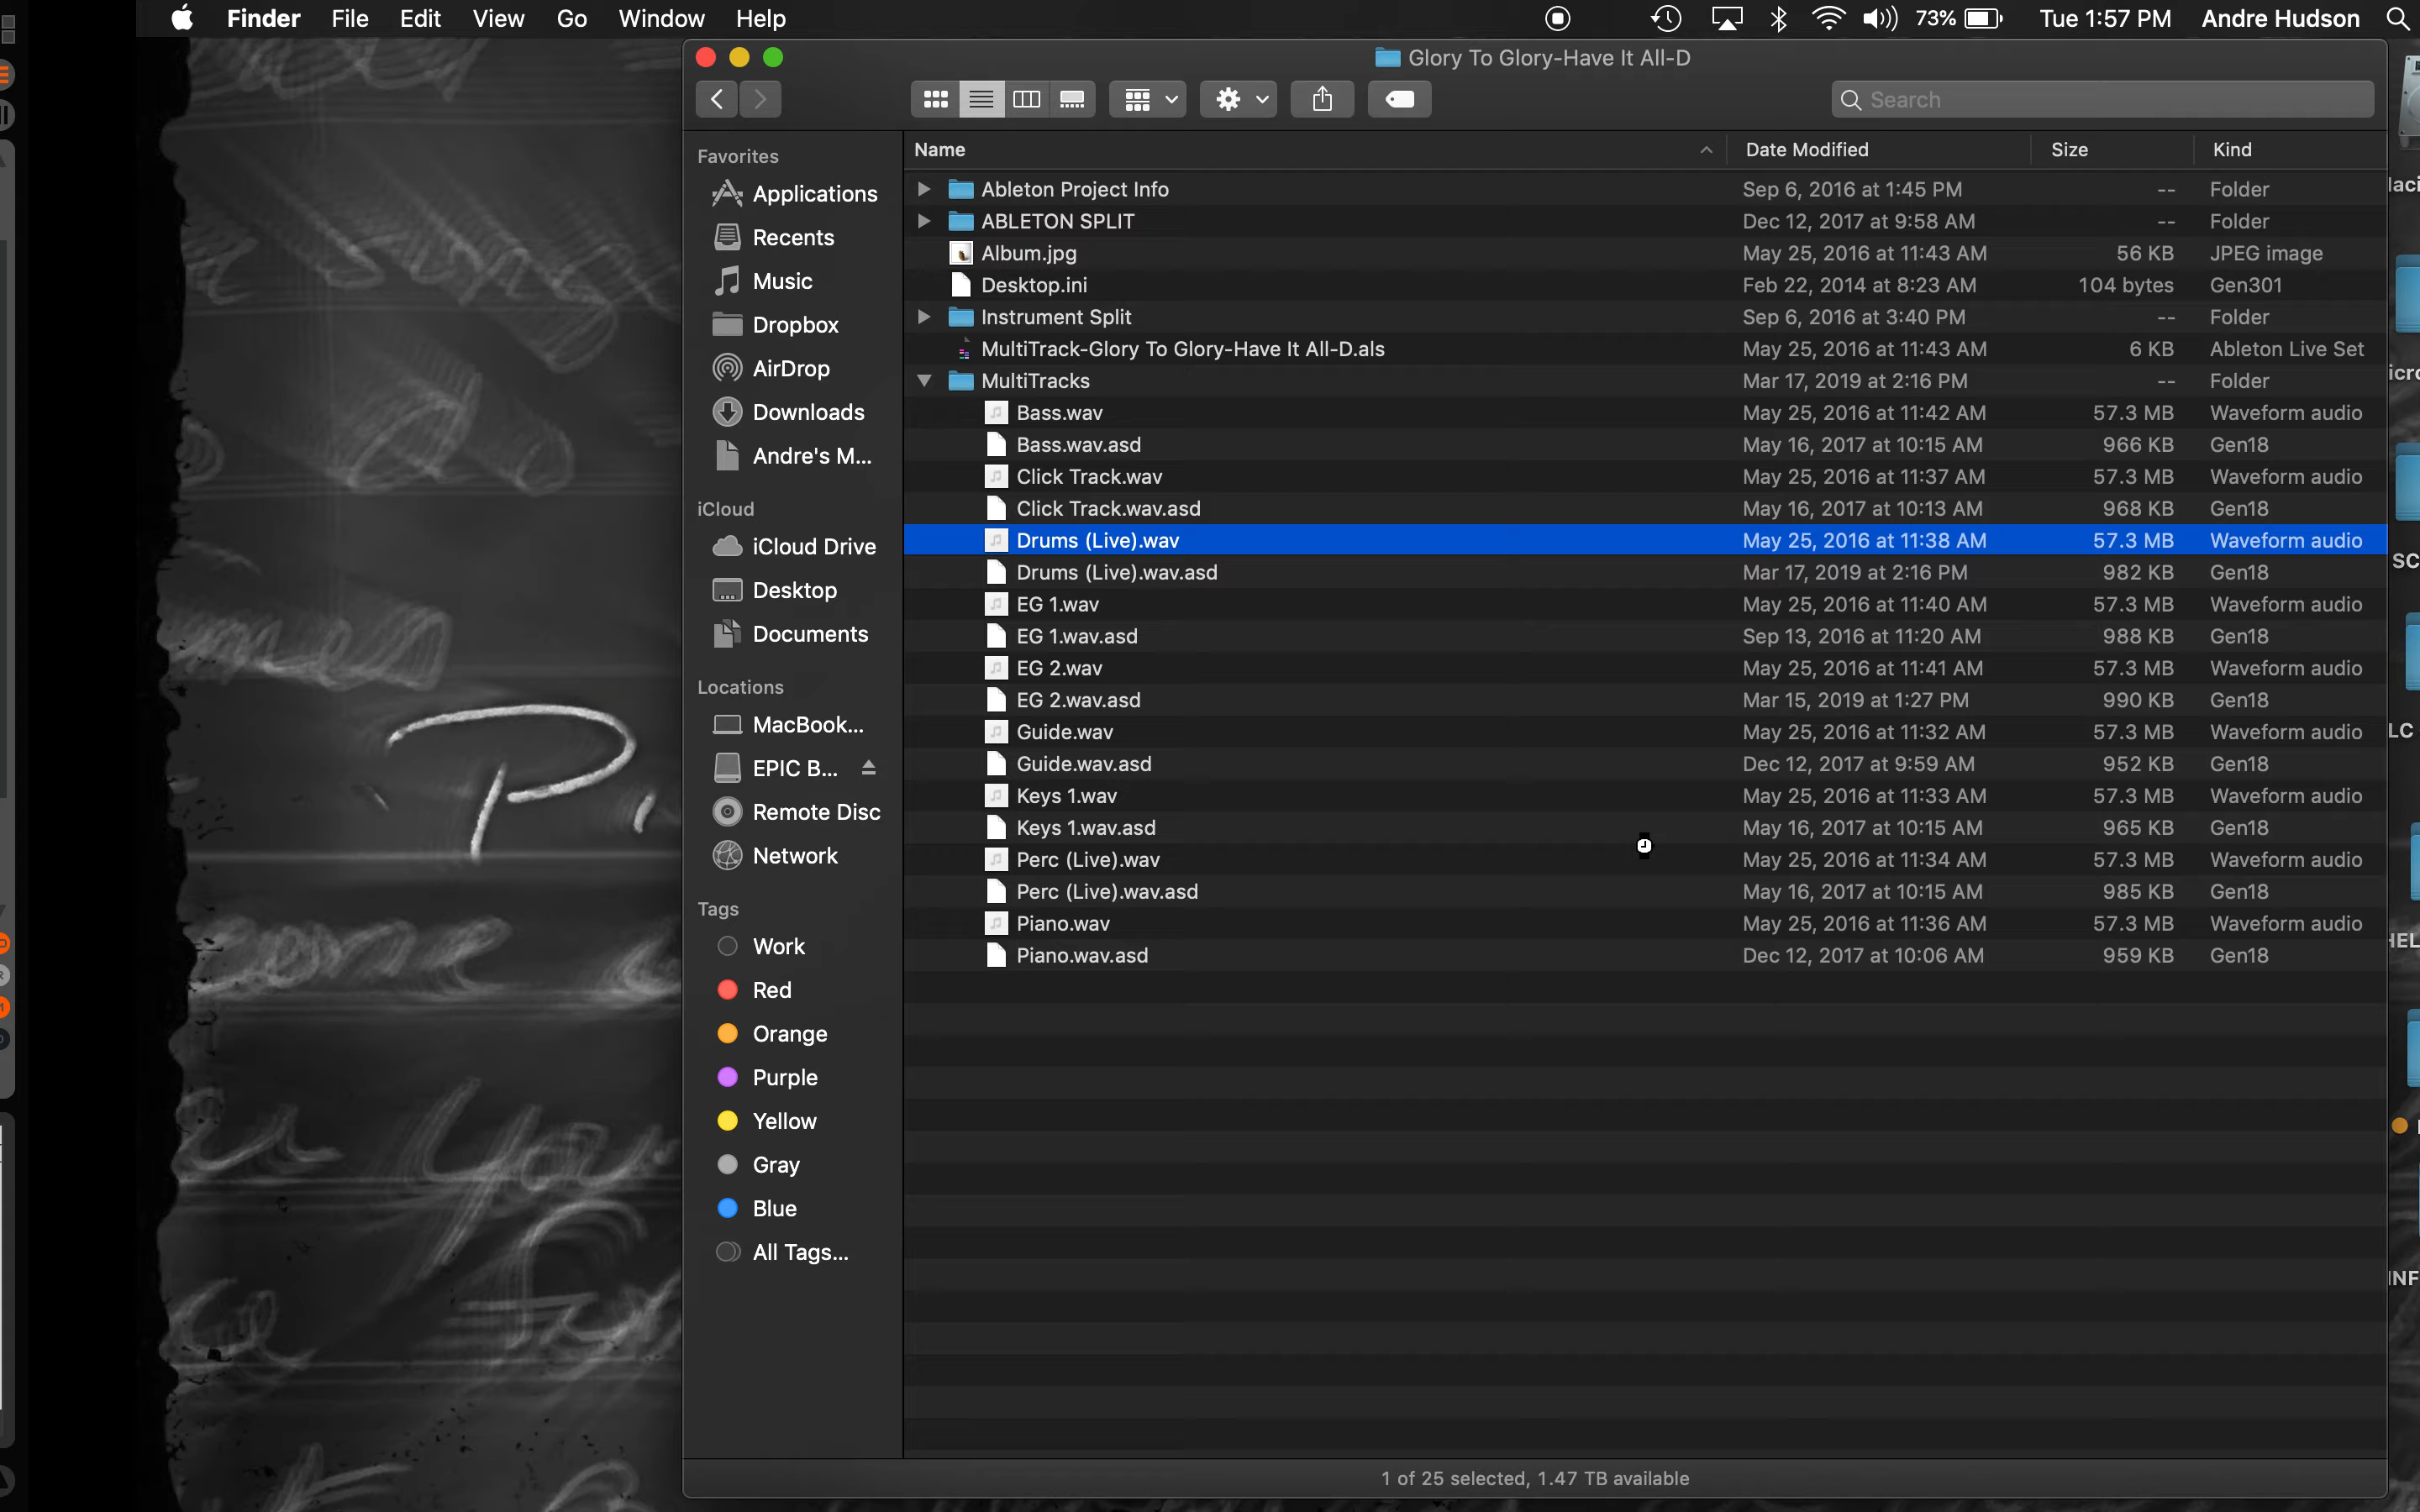 Finder File Edit View Go Window Help 73% Tue 1:57 PM Andre Hudson
Glory To Glory-Have It All-D
Search
Favorites
Applications
Recents
Music
Dropbox
AirDrop
Downloads
Andre's M...
iCloud
iCloud Drive
Desktop
Documents
Locations
MacBook...
EPIC B...
Remote Disc
Network
Tags
Work
Red
Orange
Purple
Yellow
Gray
Blue
All Tags...
Name Date Modified Size Kind
Ableton Project Info Sep 6, 2016 at 1:45 PM -- Folder
ABLETON SPLIT Dec 12, 2017 at 9:58 AM -- Folder
Album.jpg May 25, 2016 at 11:43 AM 56 KB JPEG image
Desktop.ini Feb 22, 2014 at 8:23 AM 104 bytes Gen301
Instrument Split Sep 6, 2016 at 3:40 PM -- Folder
MultiTrack-Glory To Glory-Have It All-D.als May 25, 2016 at 11:43 AM 6 KB Ableton Live Set
MultiTracks Mar 17, 2019 at 2:16 PM -- Folder
Bass.wav May 25, 2016 at 11:42 AM 57.3 MB Waveform audio
Bass.wav.asd May 16, 2017 at 10:15 AM 966 KB Gen18
Click Track.wav May 25, 2016 at 11:37 AM 57.3 MB Waveform audio
Click Track.wav.asd May 16, 2017 at 10:13 AM 968 KB Gen18
Drums (Live).wav May 25, 2016 at 11:38 AM 57.3 MB Waveform audio
Drums (Live).wav.asd Mar 17, 2019 at 2:16 PM 982 KB Gen18
EG 1.wav May 25, 2016 at 11:40 AM 57.3 MB Waveform audio
EG 1.wav.asd Sep 13, 2016 at 11:20 AM 988 KB Gen18
EG 2.wav May 25, 2016 at 11:41 AM 57.3 MB Waveform audio
EG 2.wav.asd Mar 15, 2019 at 1:27 PM 990 KB Gen18
Guide.wav May 25, 2016 at 11:32 AM 57.3 MB Waveform audio
Guide.wav.asd Dec 12, 2017 at 9:59 AM 952 KB Gen18
Keys 1.wav May 25, 2016 at 11:33 AM 57.3 MB Waveform audio
Keys 1.wav.asd May 16, 2017 at 10:15 AM 965 KB Gen18
Perc (Live).wav May 25, 2016 at 11:34 AM 57.3 MB Waveform audio
Perc (Live).wav.asd May 16, 2017 at 10:15 AM 985 KB Gen18
Piano.wav May 25, 2016 at 11:36 AM 57.3 MB Waveform audio
Piano.wav.asd Dec 12, 2017 at 10:06 AM 959 KB Gen18
1 of 25 selected, 1.47 TB available